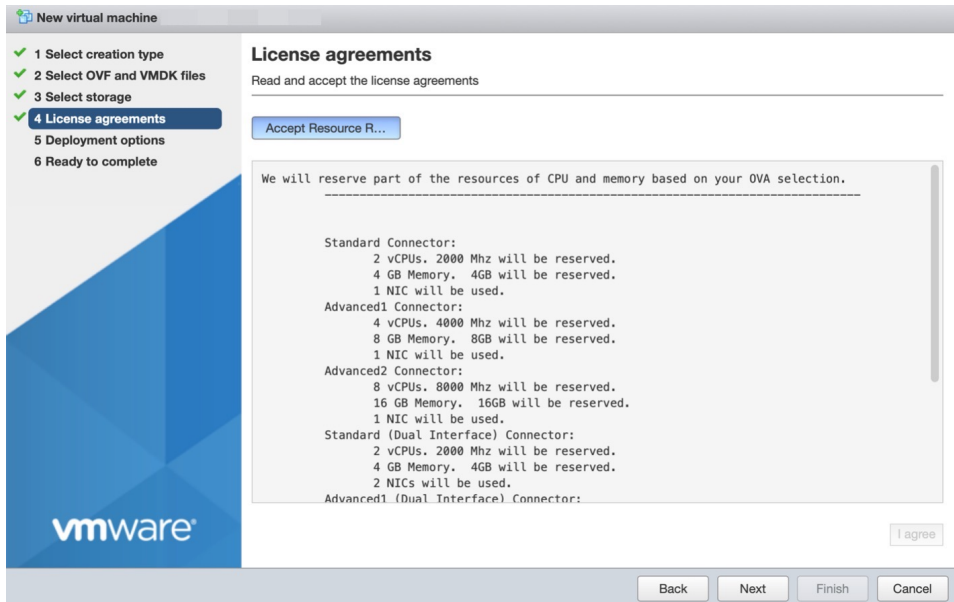 New virtual machine
1 Select creation type
2 Select OVF and VMDK files
3 Select storage
4 License agreements
5 Deployment options
6 Ready to complete
License agreements
Read and accept the license agreements
Accept Resource R...
We will reserve part of the resources of CPU and memory based on your OVA selection.
Standard Connector:
2 vCPUs. 2000 Mhz will be reserved.
4 GB Memory. 4GB will be reserved.
1 NIC will be used.
Advanced1 Connector:
4 vCPUs. 4000 Mhz will be reserved.
8 GB Memory. 8GB will be reserved.
1 NIC will be used.
Advanced2 Connector:
8 vCPUs. 8000 Mhz will be reserved.
16 GB Memory. 16GB will be reserved.
1 NIC will be used.
Standard (Dual Interface) Connector:
2 vCPUs. 2000 Mhz will be reserved.
4 GB Memory. 4GB will be reserved.
2 NICs will be used.
Advanced1 (Dual Interface) Connector:
vmware®
I agree
Back
Next
Finish
Cancel